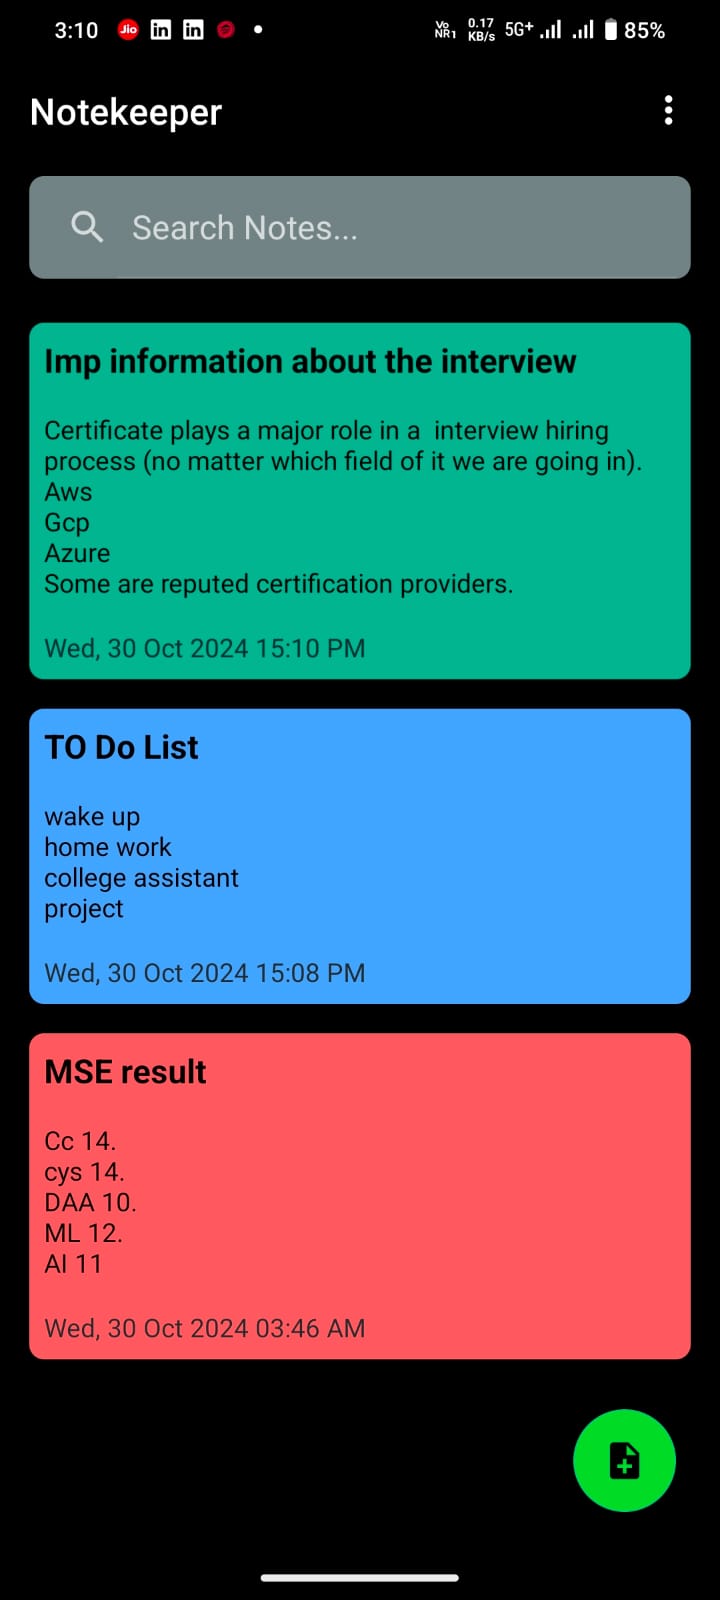 3:10 Jio in in Vo NR1 0.17 KB/s 5G+ 85%
Notekeeper
Search Notes...
Imp information about the interview
Certificate plays a major role in a  interview hiring
process (no matter which field of it we are going in).
Aws
Gcp
Azure
Some are reputed certification providers.
Wed, 30 Oct 2024 15:10 PM
TO Do List
wake up
home work
college assistant
project
Wed, 30 Oct 2024 15:08 PM
MSE result
Cc 14.
cys 14.
DAA 10.
ML 12.
AI 11
Wed, 30 Oct 2024 03:46 AM